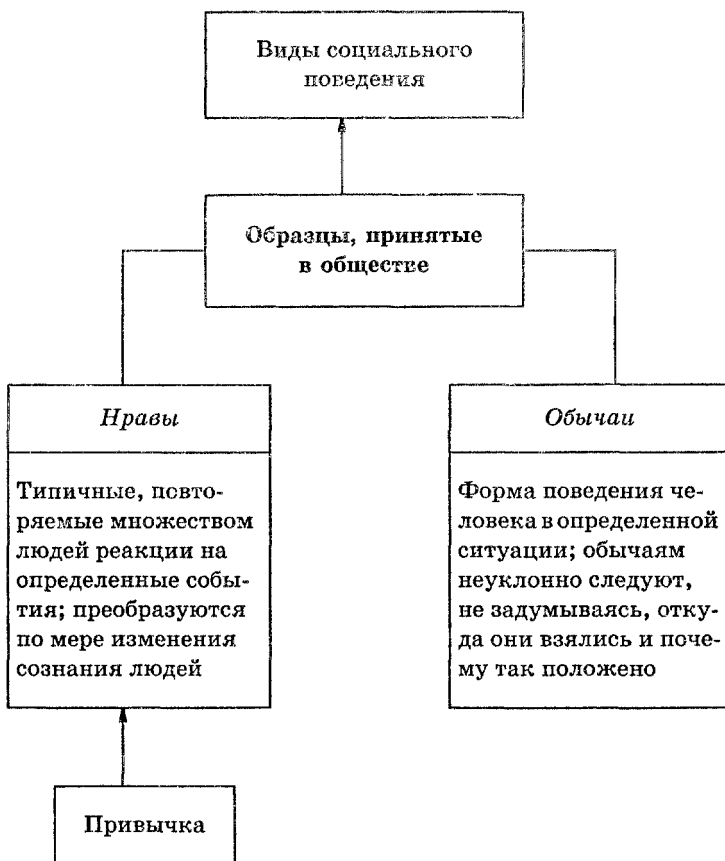 Виды социального
поведения
Образцы, принятые
в обществе
Нравы
Типичные, повто-
ряемые множеством
людей реакции на
определенные собы-
тия; преобразуются
по мере изменения
сознания людей
Обычаи
Форма поведения че-
ловека в определенной
ситуации; обычаям
неуклонно следуют,
не задумываясь, отку-
да они взялись и поче-
му так положено
Привычка